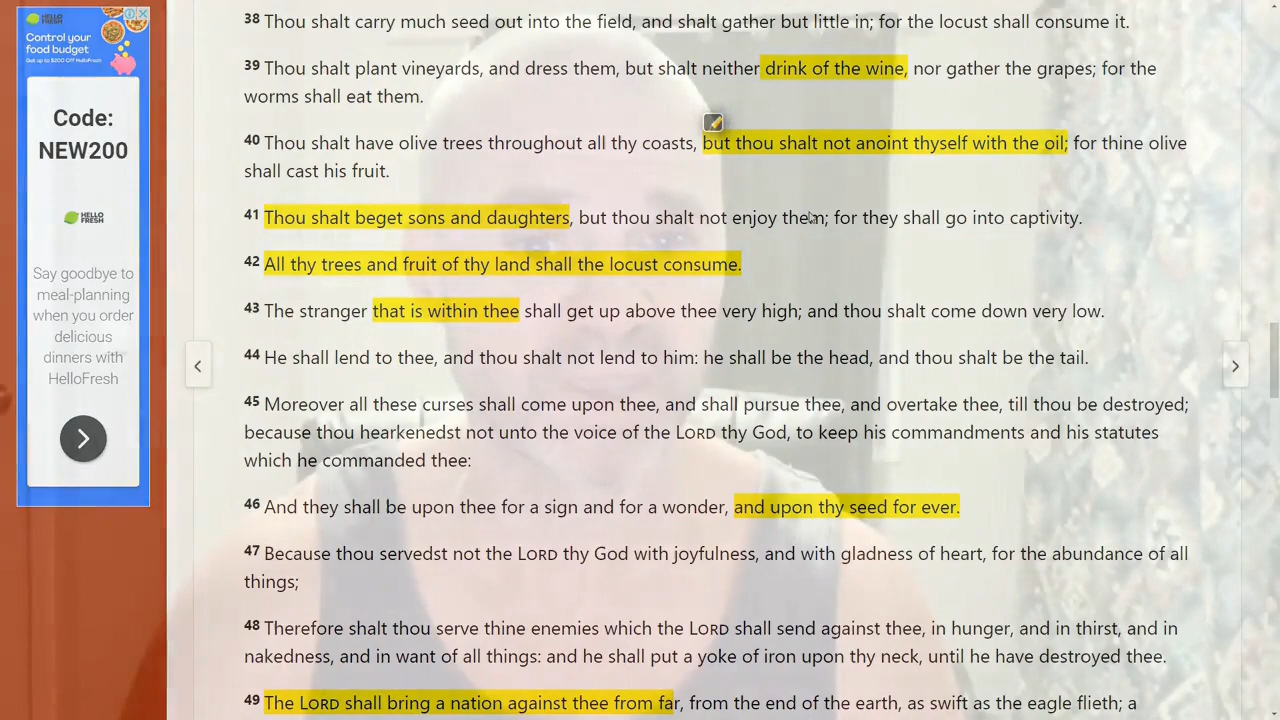 HELLO FRESH
Control your
food budget
Get up to $200 Off HelloFresh
Code:
NEW200
HELLO
FRESH
Say goodbye to
meal-planning
when you order
delicious
dinners with
HelloFresh
38 Thou shalt carry much seed out into the field, and shalt gather but little in; for the locust shall consume it.
39 Thou shalt plant vineyards, and dress them, but shalt neither drink of the wine, nor gather the grapes; for the
worms shall eat them.
40 Thou shalt have olive trees throughout all thy coasts, but thou shalt not anoint thyself with the oil; for thine olive
shall cast his fruit.
41 Thou shalt beget sons and daughters, but thou shalt not enjoy them; for they shall go into captivity.
42 All thy trees and fruit of thy land shall the locust consume.
43 The stranger that is within thee shall get up above thee very high; and thou shalt come down very low.
44 He shall lend to thee, and thou shalt not lend to him: he shall be the head, and thou shalt be the tail.
45 Moreover all these curses shall come upon thee, and shall pursue thee, and overtake thee, till thou be destroyed;
because thou hearkenedst not unto the voice of the LORD thy God, to keep his commandments and his statutes
which he commanded thee:
46 And they shall be upon thee for a sign and for a wonder, and upon thy seed for ever.
47 Because thou servedst not the LORD thy God with joyfulness, and with gladness of heart, for the abundance of all
things;
48 Therefore shalt thou serve thine enemies which the LORD shall send against thee, in hunger, and in thirst, and in
nakedness, and in want of all things: and he shall put a yoke of iron upon thy neck, until he have destroyed thee.
49 The LORD shall bring a nation against thee from far, from the end of the earth, as swift as the eagle flieth; a